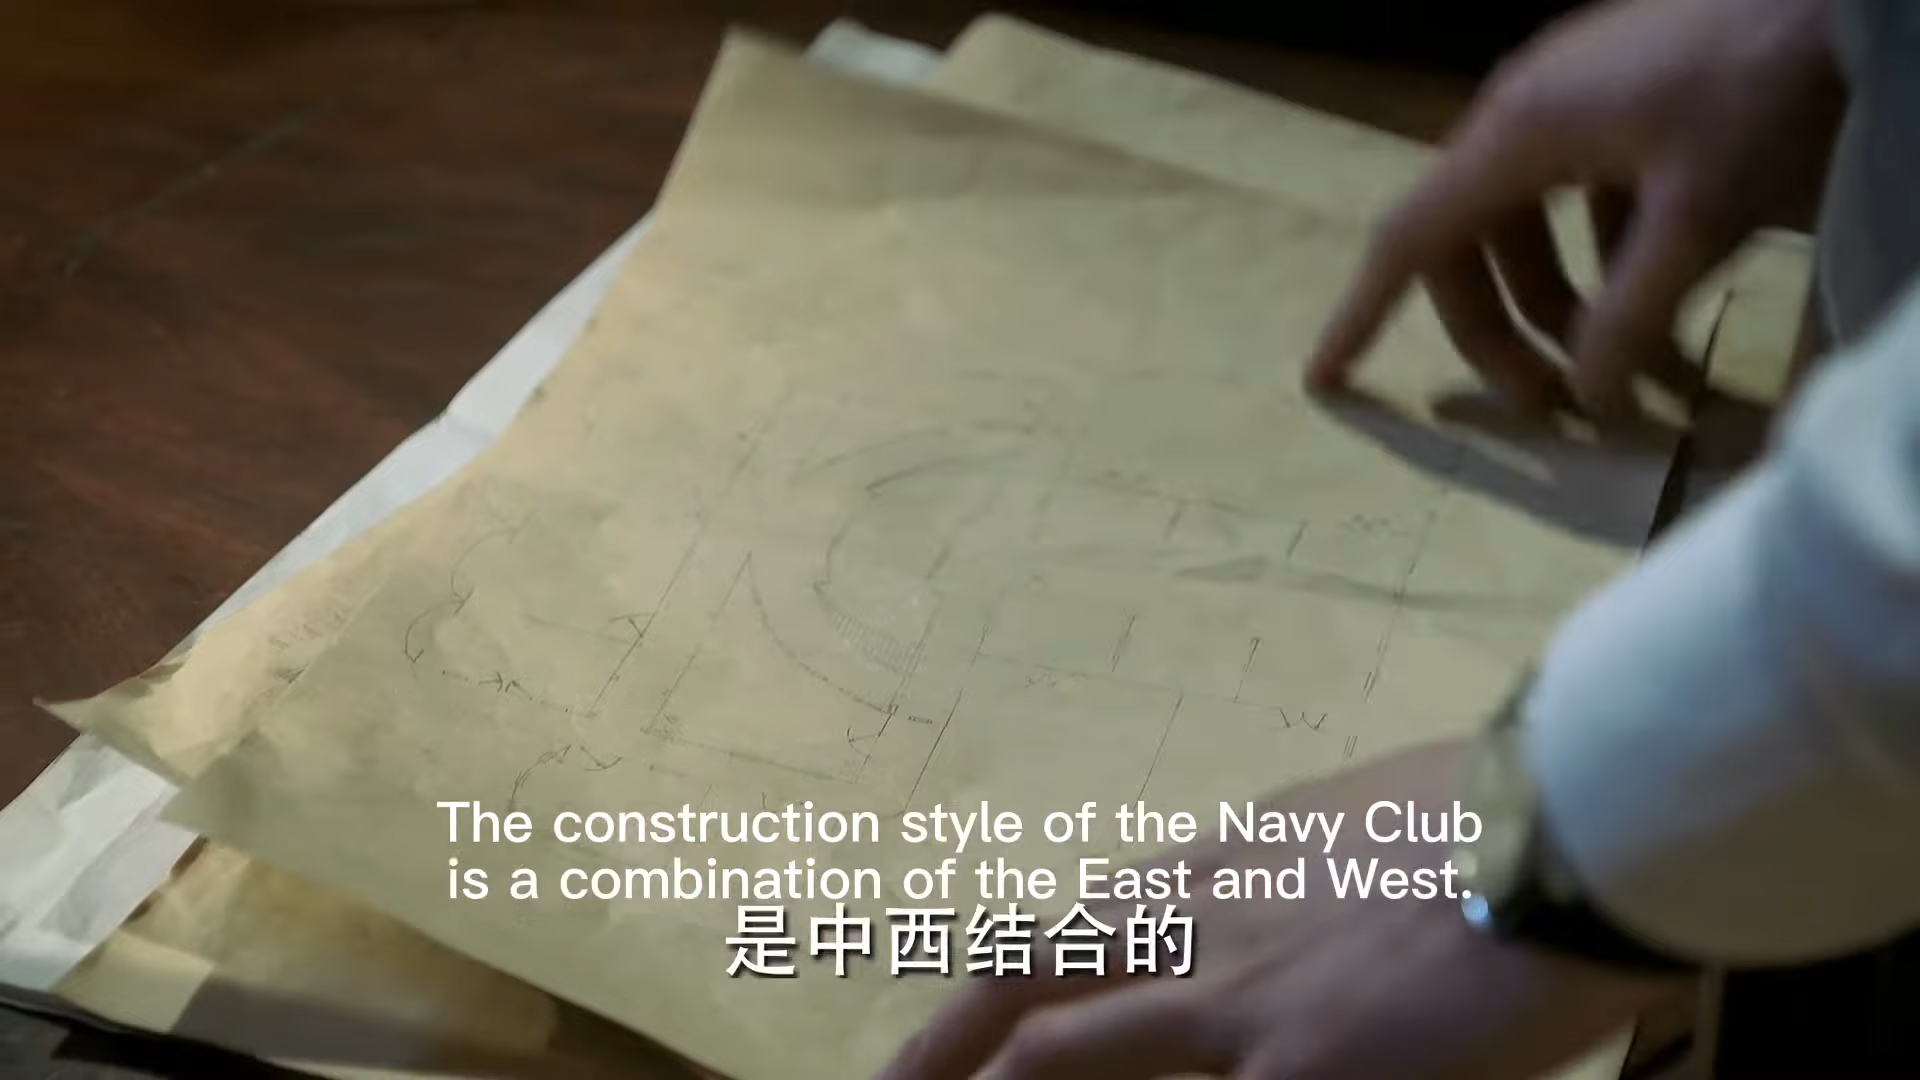 The construction style of the Navy Club
is a combination of the East and West.
是中西结合的